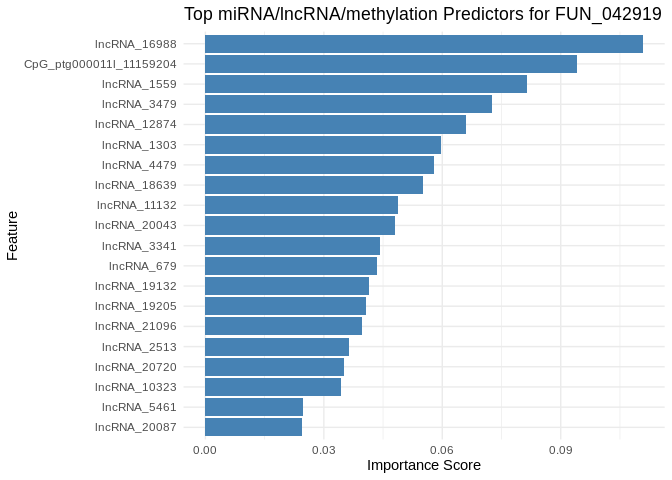 Top miRNA/lncRNA/methylation Predictors for FUN_042919
Feature
lncRNA_16988
CpG_ptg000011l_11159204
lncRNA_1559
lncRNA_3479
lncRNA_12874
lncRNA_1303
lncRNA_4479
lncRNA_18639
lncRNA_11132
lncRNA_20043
lncRNA_3341
lncRNA_679
lncRNA_19132
lncRNA_19205
lncRNA_21096
lncRNA_2513
lncRNA_20720
lncRNA_10323
lncRNA_5461
lncRNA_20087
0.00 0.03 0.06 0.09
Importance Score